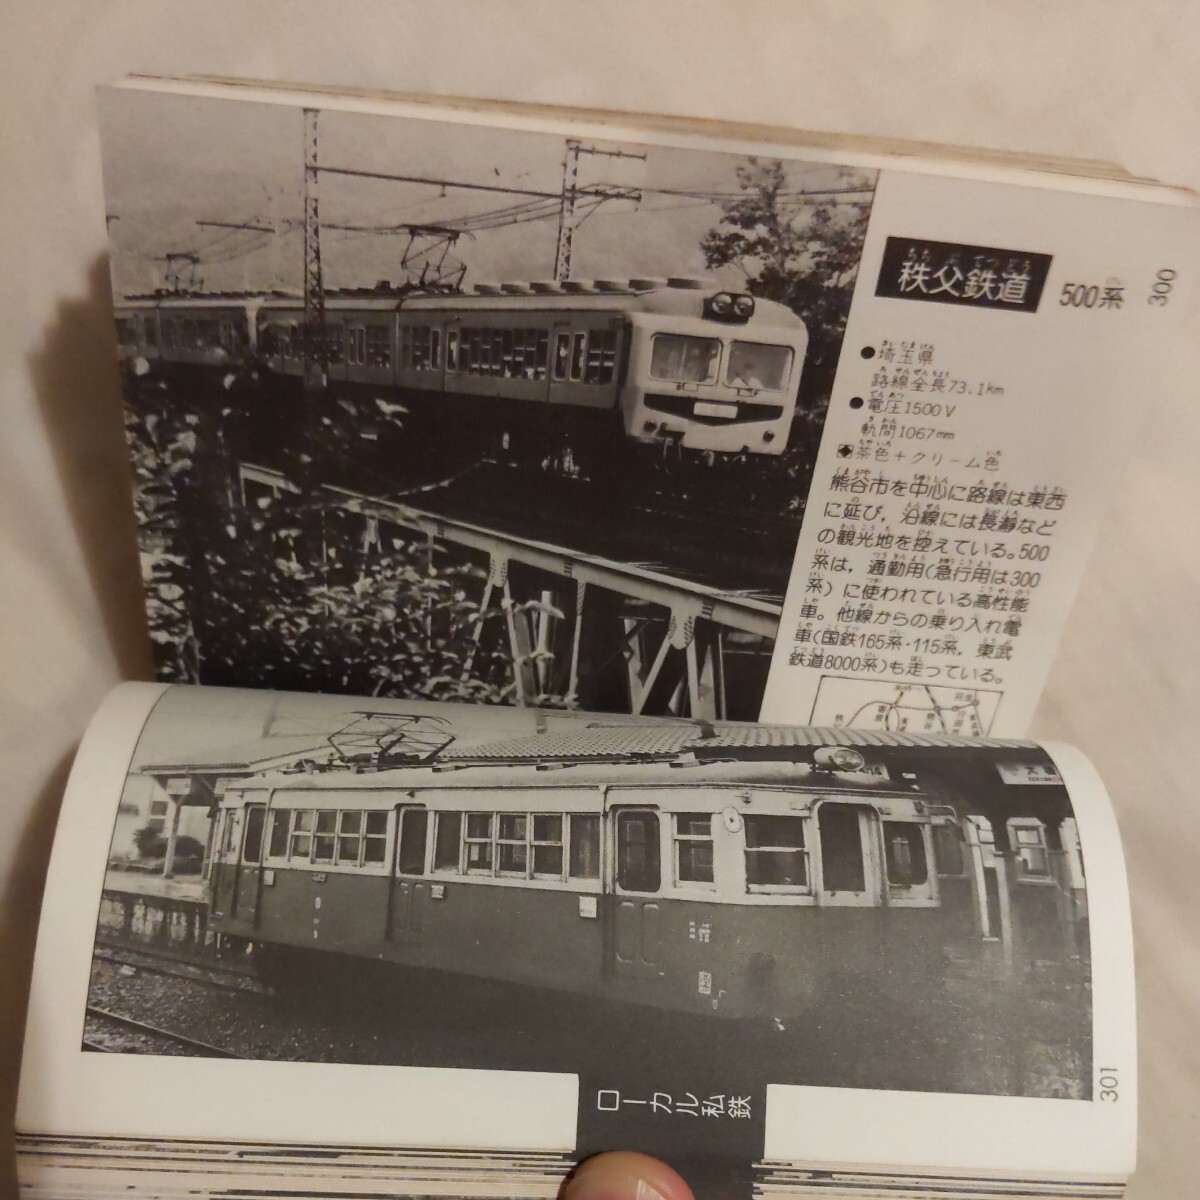 秩父鉄道
500系
300
●埼玉県
路線全長73.1km
●電圧1500V
軌間1067mm
◆茶色+クリーム色
熊谷市を中心に路線は東西
に延び，沿線には長瀞など
の観光地を控えている。500
系は，通勤用(急行用は300
系)に使われている高性能
車。他線からの乗り入れ電
車(国鉄165系・115系，東武
鉄道8000系)も走っている。
ローカル私鉄
301